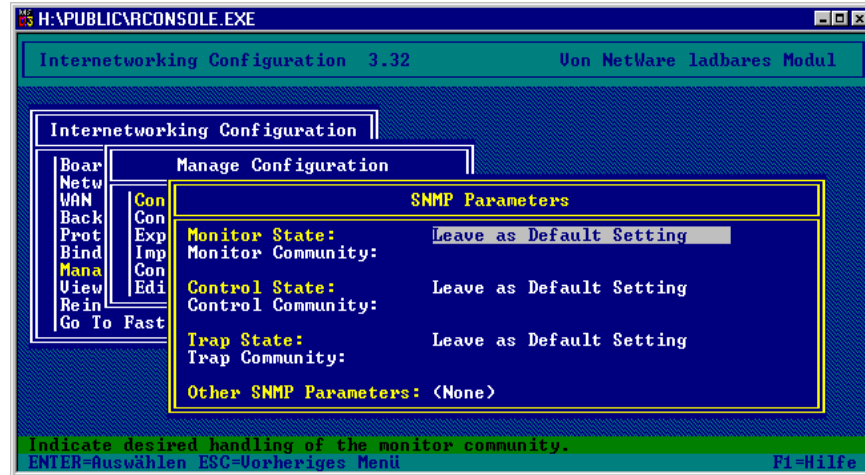 H:\PUBLIC\RCONSOLE.EXE
Internetworking Configuration 3.32 Von NetWare ladbares Modul
Internetworking Configuration
Boar
Manage Configuration
Netw
WAN
Back
Prot
Bind
Mana
View
Rein
Go To Fast
Con
Con
Exp
Imp
Con
Edi
SNMP Parameters
Monitor State: Leave as Default Setting
Monitor Community:
Control State: Leave as Default Setting
Control Community:
Trap State: Leave as Default Setting
Trap Community:
Other SNMP Parameters: (None)
Indicate desired handling of the monitor community.
ENTER=Auswählen ESC=Vorheriges Menü F1=Hilfe